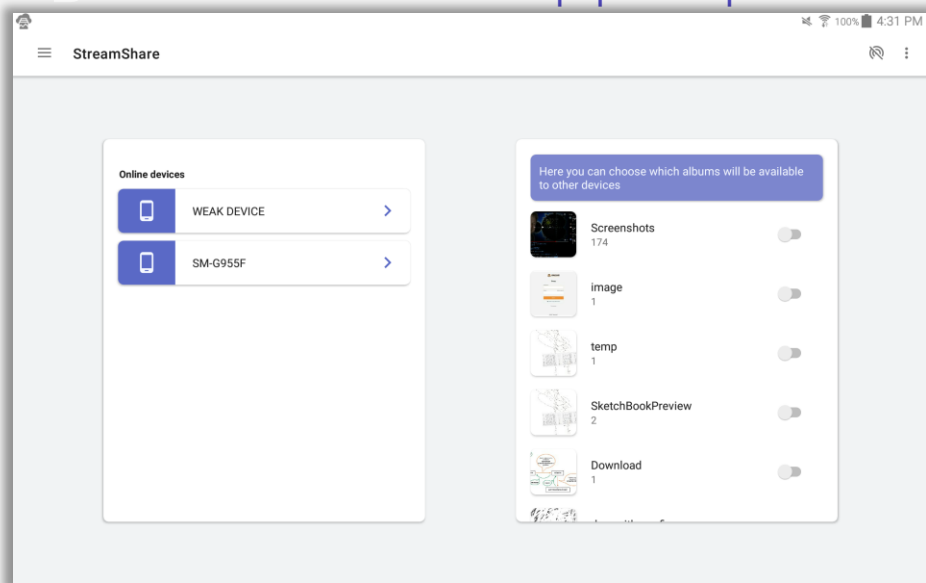 100% 4:31 PM
StreamShare
Online devices
WEAK DEVICE
SM-G955F
Here you can choose which albums will be available
to other devices
Screenshots
174
image
1
temp
1
SketchBookPreview
2
Download
1